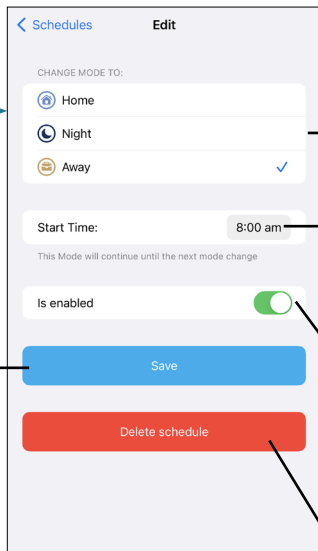 Schedules Edit
CHANGE MODE TO:
Home
Night
Away
Start Time: 8:00 am
This Mode will continue until the next mode change
Is enabled
Save
Delete schedule